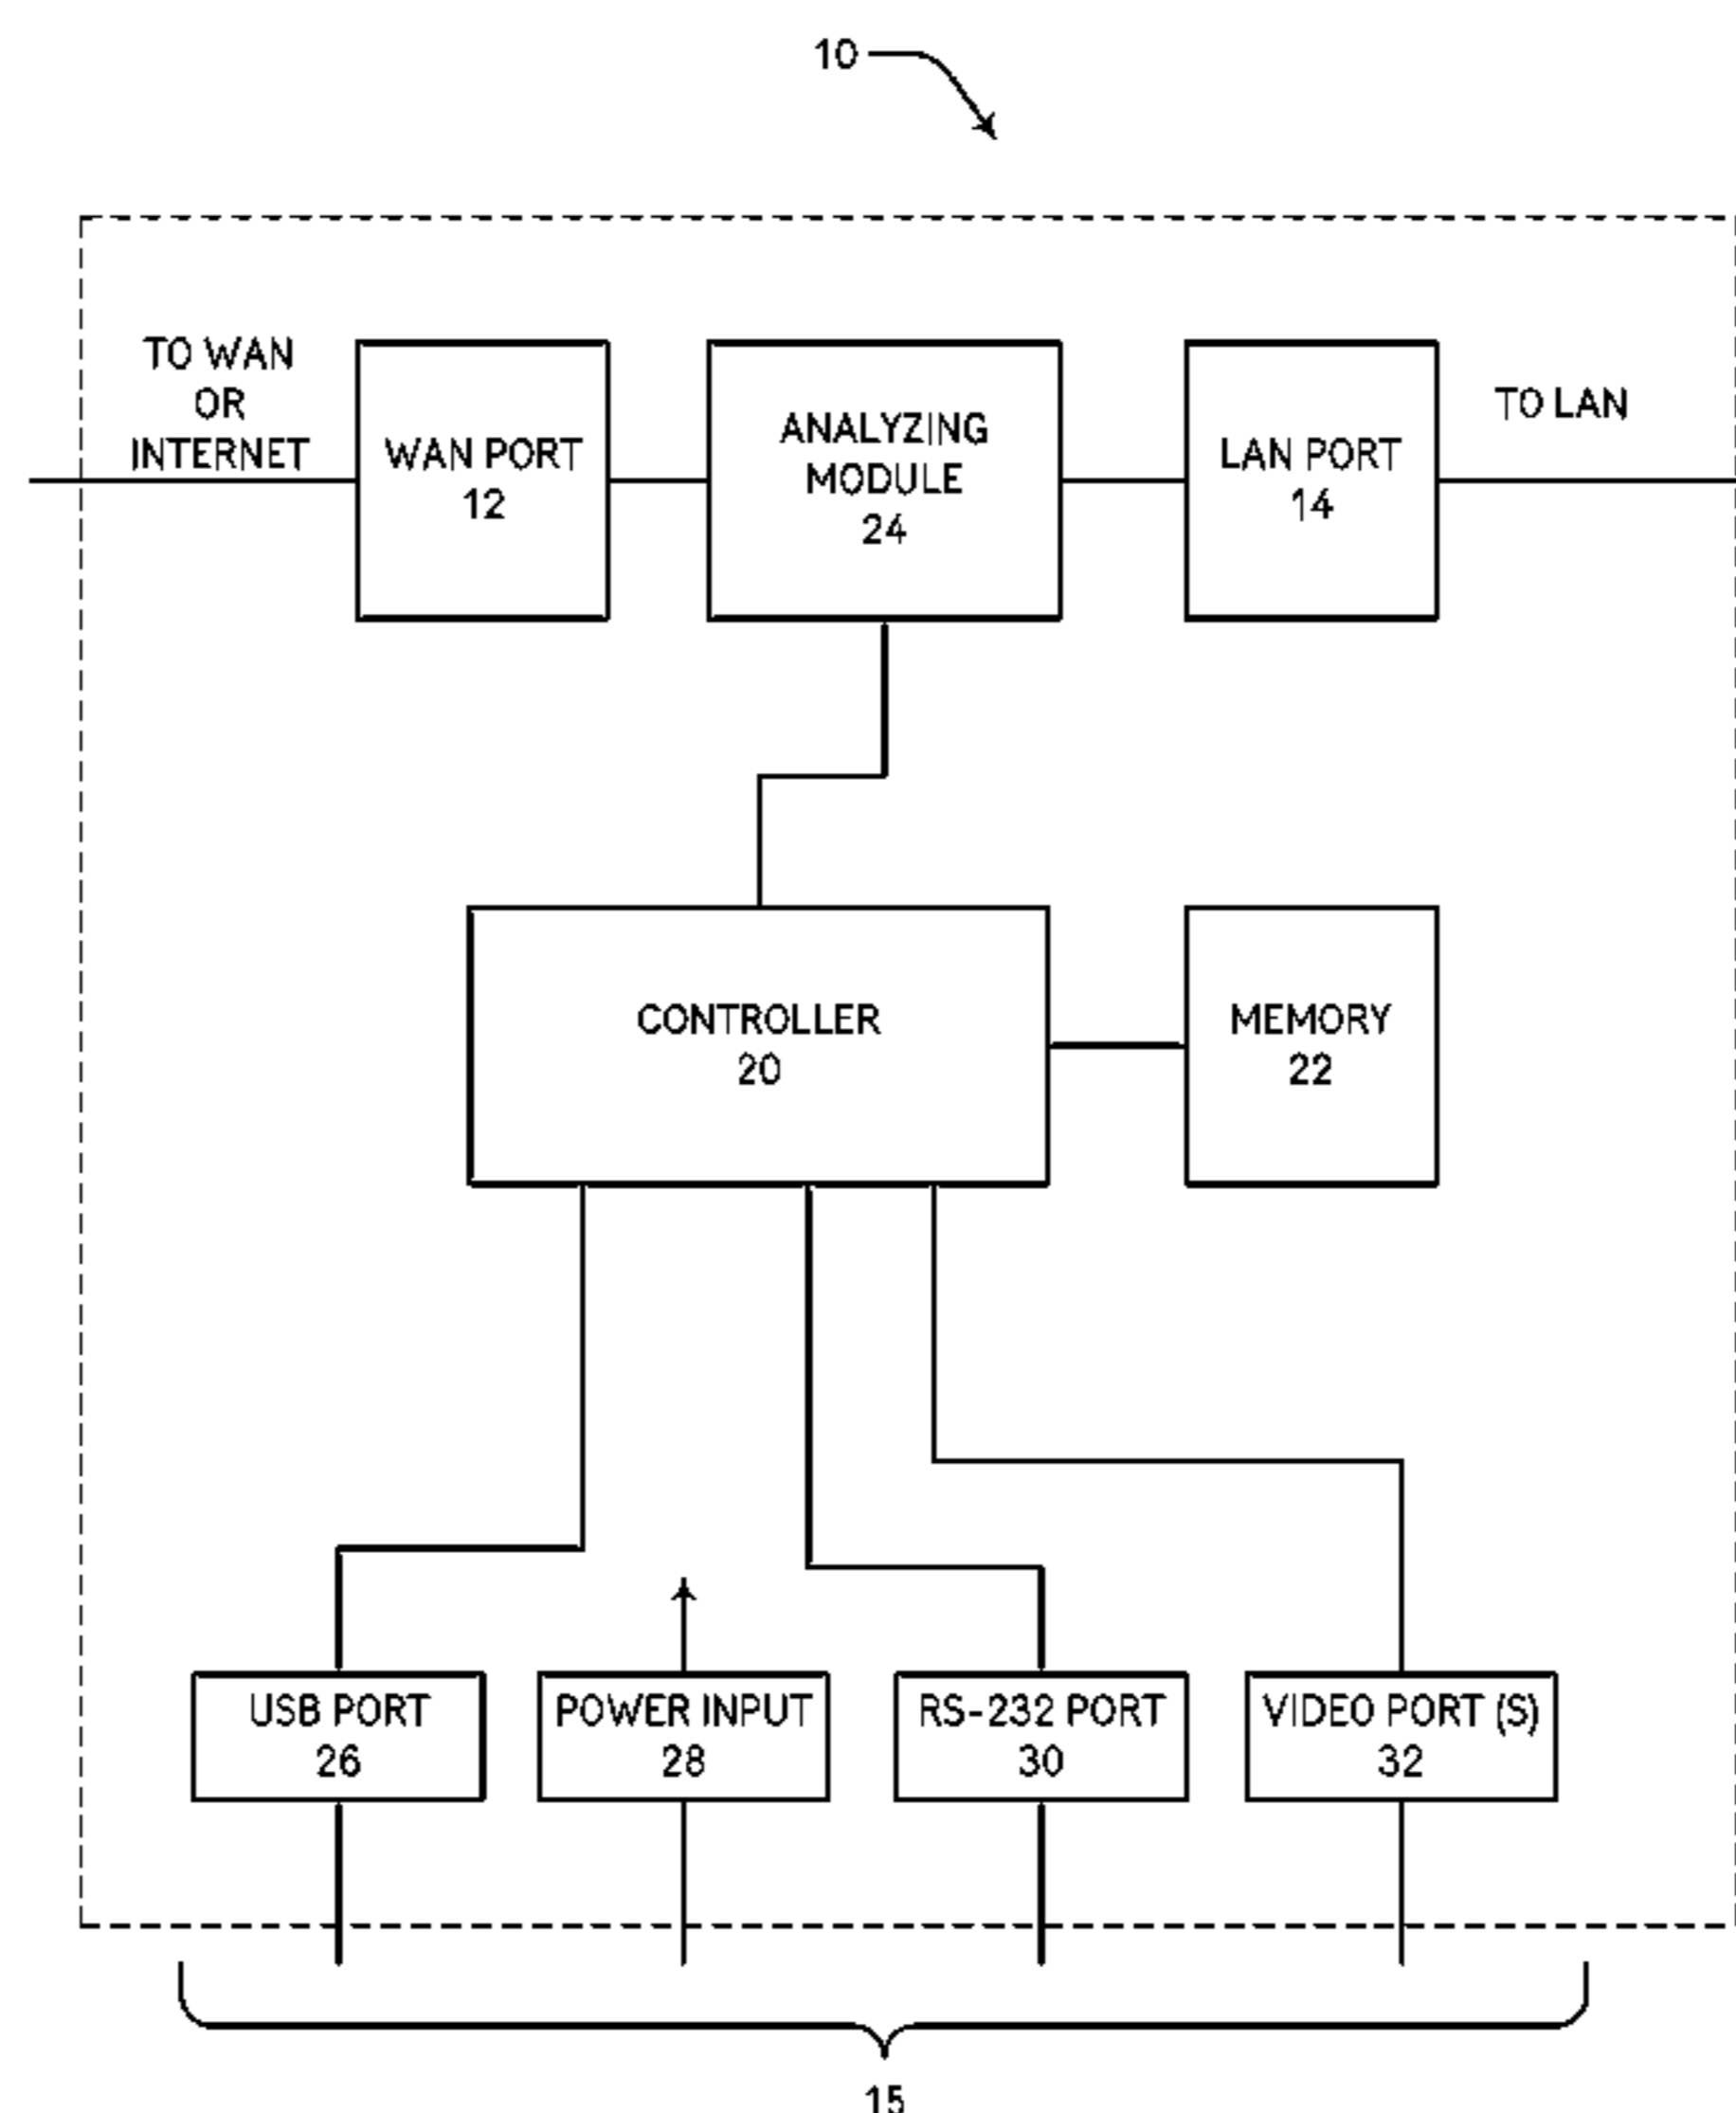 10
TO WAN
OR
INTERNET
WAN PORT
12
ANALYZING
MODULE
24
LAN PORT
14
TO LAN
CONTROLLER
20
MEMORY
22
USB PORT
26
POWER INPUT
28
RS-232 PORT
30
VIDEO PORT (S)
32
15